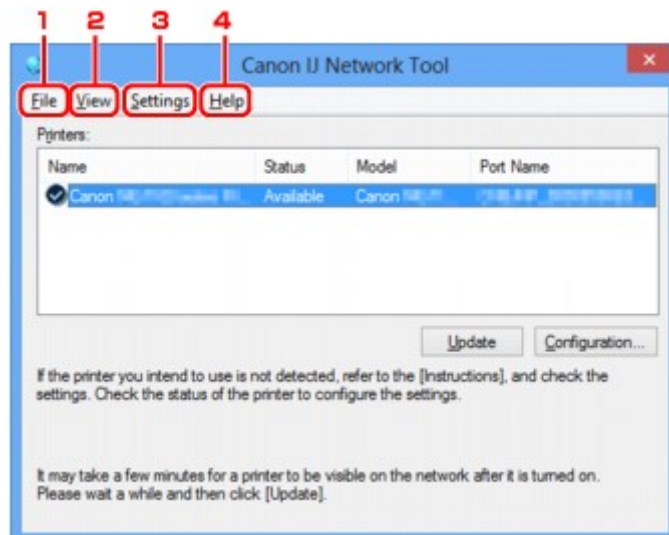 1 2 3 4
Canon IJ Network Tool
File View Settings Help
Printers:
Name Status Model Port Name
Canon Available Canon
Update Configuration...
If the printer you intend to use is not detected, refer to the [Instructions], and check the
settings. Check the status of the printer to configure the settings.
It may take a few minutes for a printer to be visible on the network after it is turned on.
Please wait a while and then click [Update].